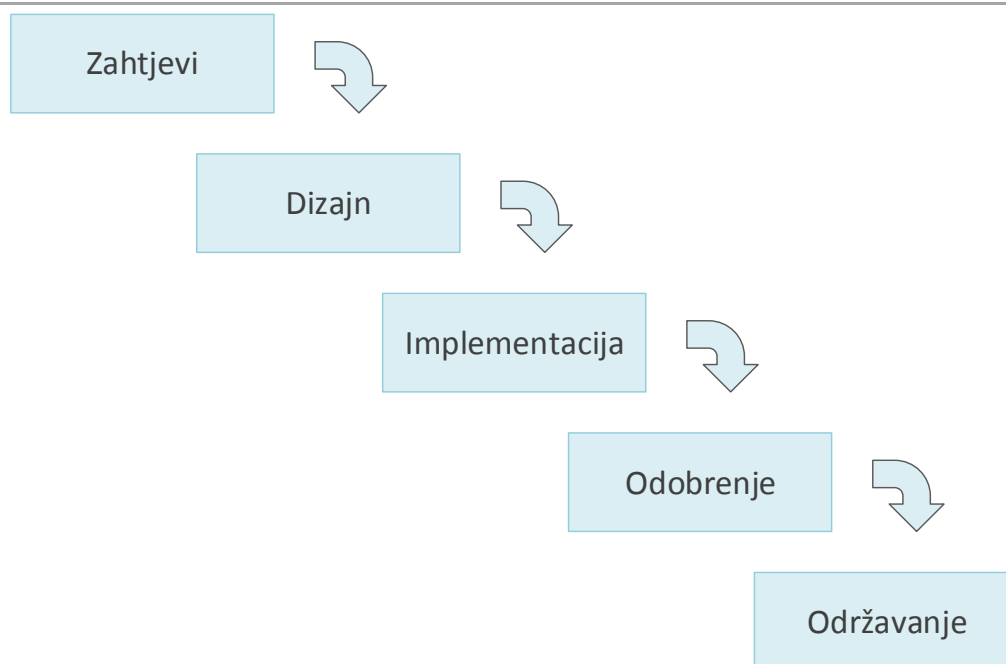 Zahtjevi
Dizajn
Implementacija
Odobrenje
Održavanje